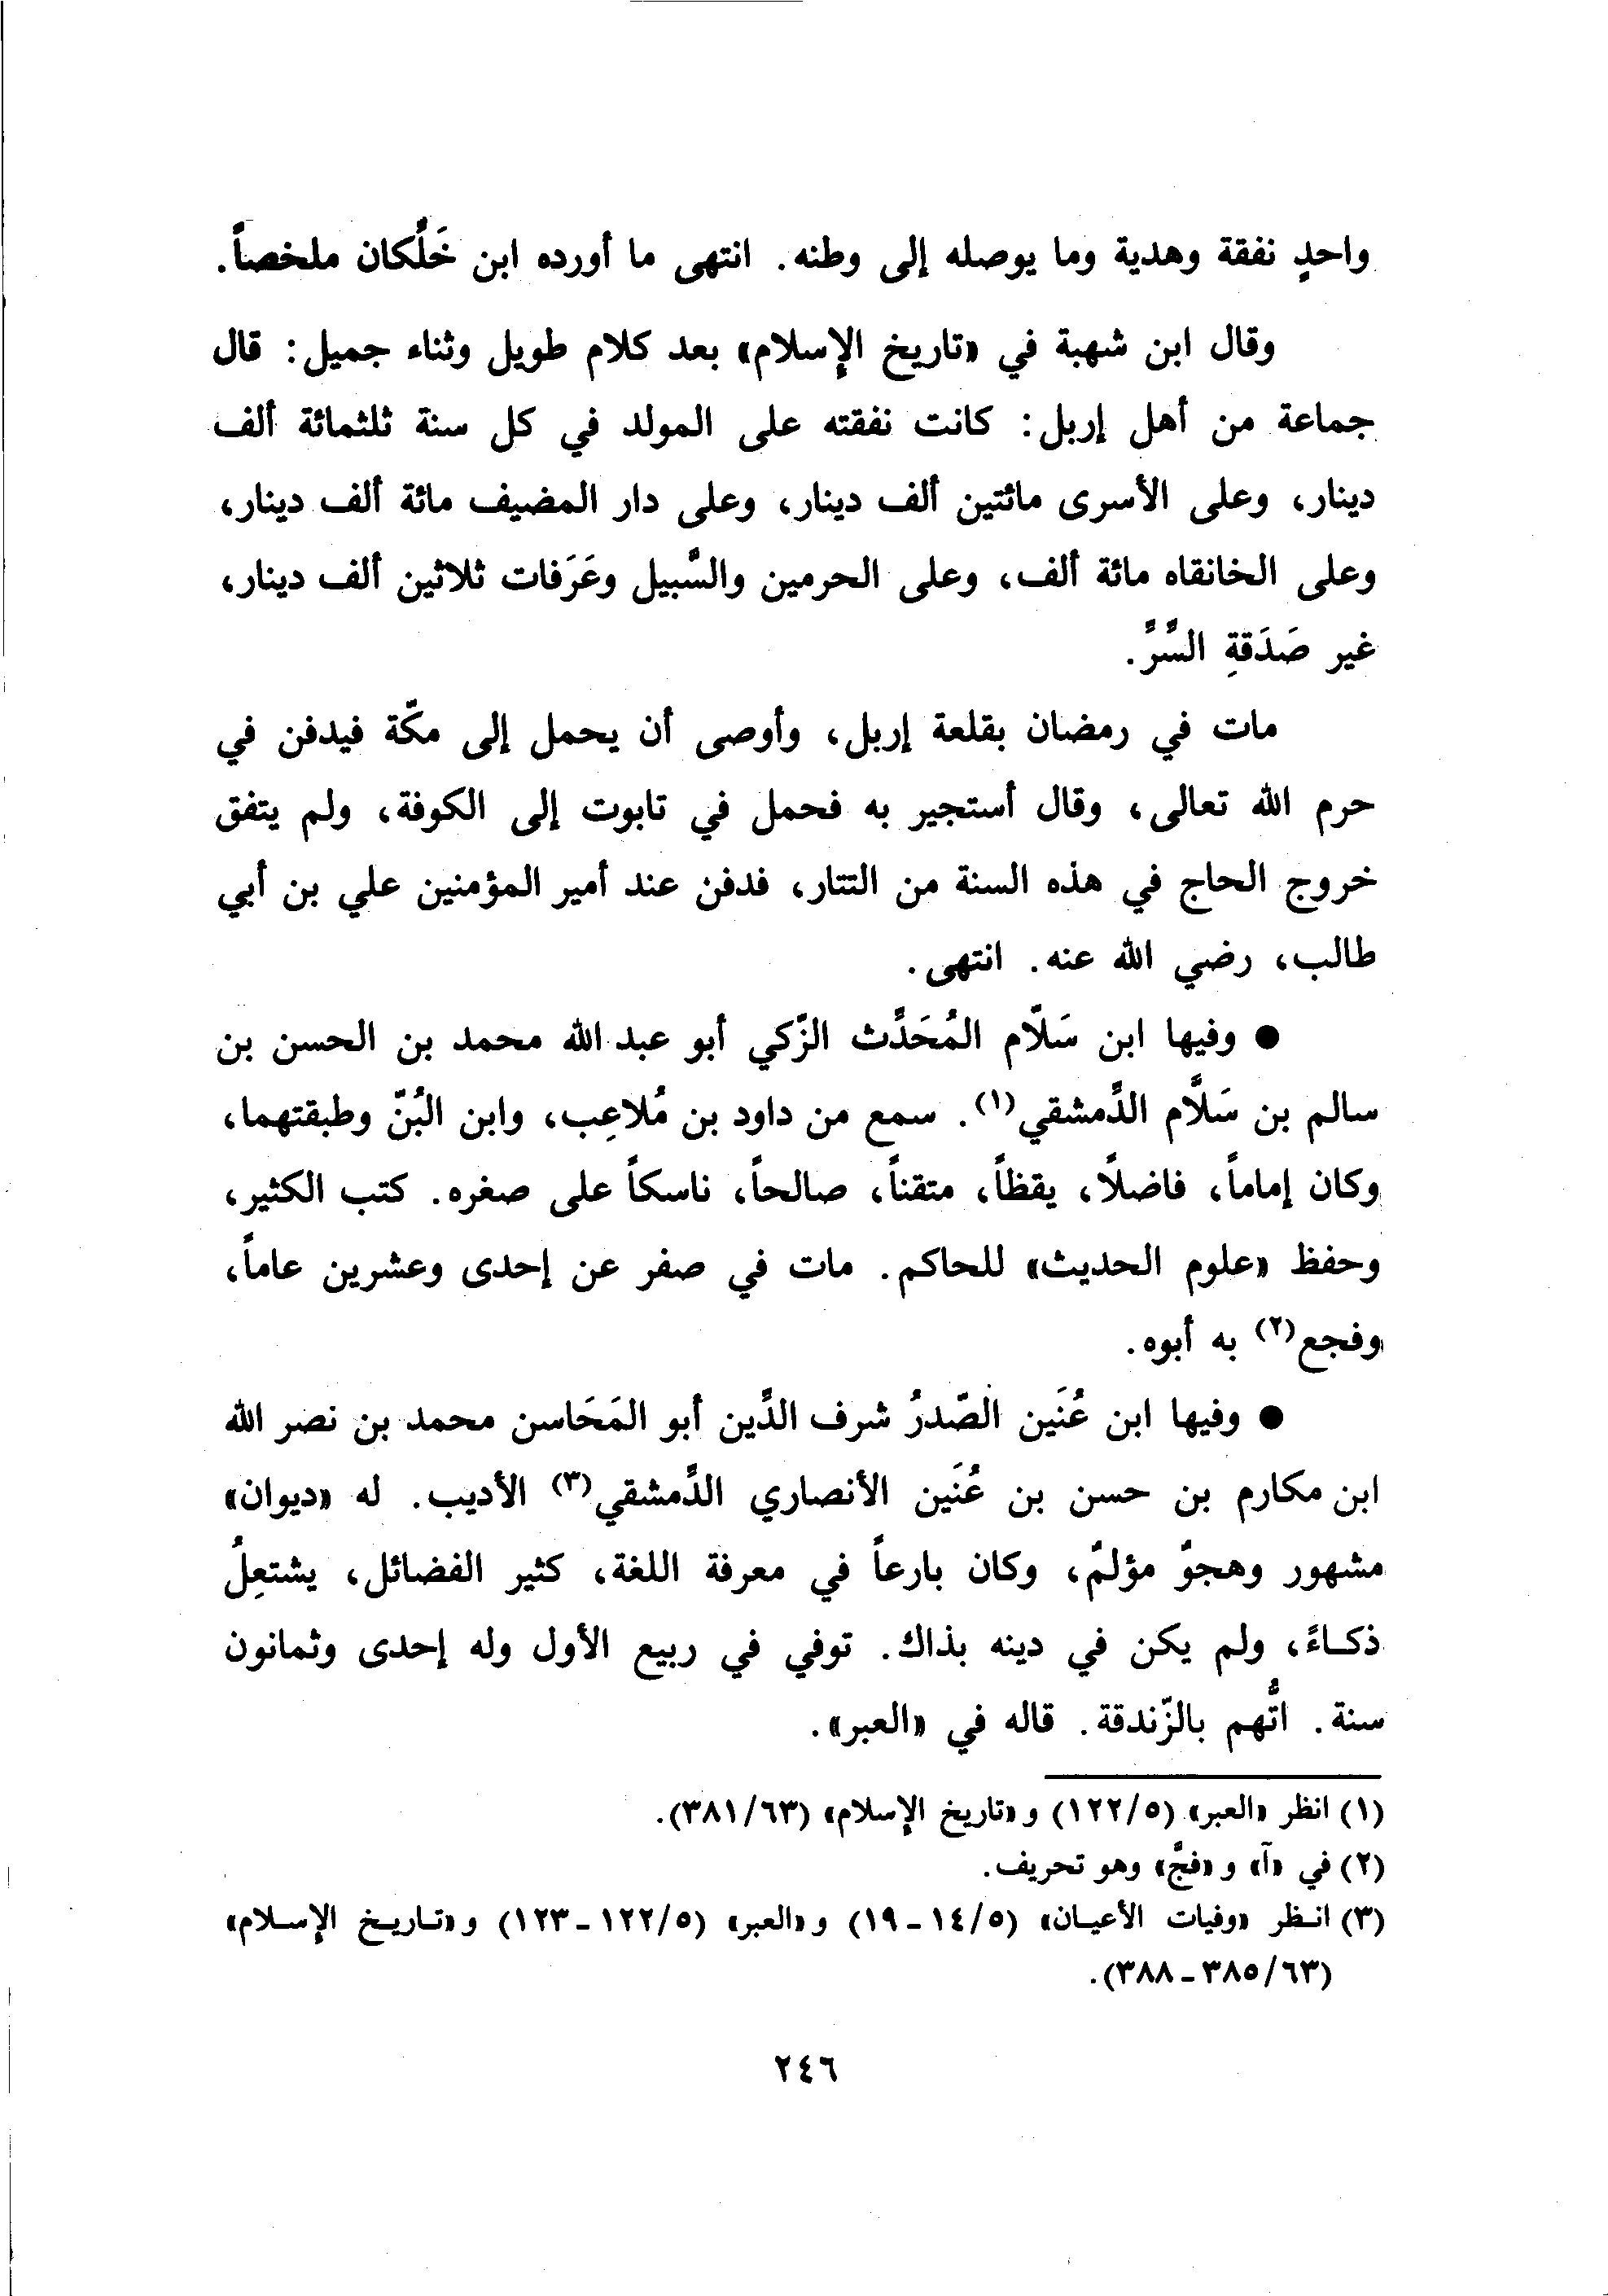 واحدٍ نفقة وهدية وما يوصله إلى وطنه. انتهى ما أورده ابن خَلِّكان ملخصاً.
وقال ابن شهبة في «تاريخ الإسلام» بعد كلام طويل وثناء جميل: قال
جماعة من أهل إربل: كانت نفقته على المولد في كل سنة ثلثمائة ألف
دينار، وعلى الأسرى مائتين ألف دينار، وعلى دار المضيف مائة ألف دينار،
وعلى الخانقاه مائة ألف، وعلى الحرمين والسَّبيل وعَرَفات ثلاثين ألف دينار،
غير صَدَقةِ السِّرِّ.
مات في رمضان بقلعة إربل، وأوصى أن يحمل إلى مكّة فيدفن في
حرم الله تعالى، وقال أستجير به فحمل في تابوت إلى الكوفة، ولم يتفق
خروج الحاج في هذه السنة من التتار، فدفن عند أمير المؤمنين علي بن أبي
طالب، رضي الله عنه. انتهى.
● وفيها ابن سَلاّم المُحَدِّث الزّكي أبو عبد الله محمد بن الحسن بن
سالم بن سَلاَّم الدِّمشقي(١). سمع من داود بن مُلاعِب، وابن البُنّ وطبقتهما،
وكان إماماً، فاضلاً، يقظاً، متقناً، صالحاً، ناسكاً على صغره. كتب الكثير،
وحفظ «علوم الحديث» للحاكم. مات في صفر عن إحدى وعشرين عاماً،
وفجع(٢) به أبوه.
● وفيها ابن عُنَين الصّدرُ شرف الدِّين أبو المَحَاسن محمد بن نصر الله
ابن مكارم بن حسن بن عُنَين الأنصاري الدِّمشقي(٣) الأديب. له «ديوان»
مشهور وهجوٌ مؤلمٌ، وكان بارعاً في معرفة اللغة، كثير الفضائل، يشتعِلُ
ذكـاءً، ولم يكن في دينه بذاك. توفي في ربيع الأول وله إحدى وثمانون
سنة. اتُّهم بالزّندقة. قاله في «العبر».
(١) انظر «العبر» (١٢٢/٥) و«تاريخ الإسلام» (٣٨١/٦٣).
(٢) في «آ» و «فجَّ» وهو تحريف.
(٣) انـظر «وفيات الأعيـان» (١٤/٥ - ١٩) و«العبر» (١٢٢/٥ - ١٢٣) و«تـاريـخ الإسـلام»
(٣٨٥/٦٣ - ٣٨٨).
٢٤٦